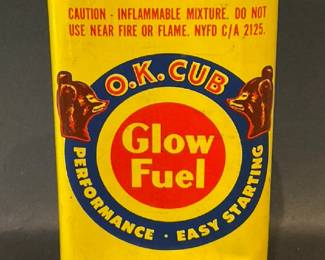 CAUTION - INFLAMMABLE MIXTURE. DO NOT
USE NEAR FIRE OR FLAME. NYFD C/A 2125.
O.K. CUB
Glow
Fuel
PERFORMANCE · EASY STARTING